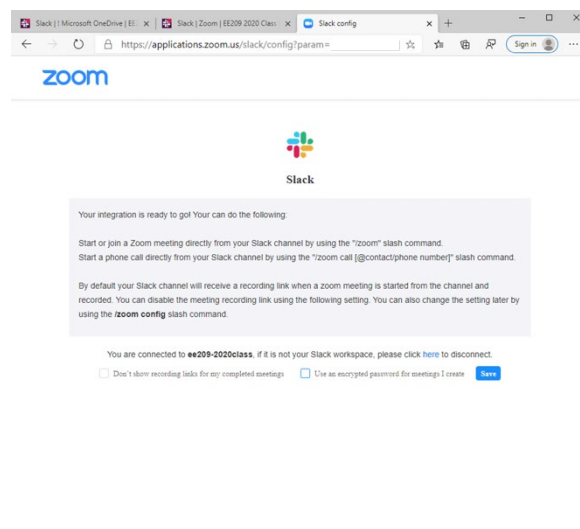 Slack | ! Microsoft OneDrive | EE
Slack | Zoom | EE209 2020 Class
Slack config
https://applications.zoom.us/slack/config?param=
Sign in
zoom
Slack
Your integration is ready to go! Your can do the following:
Start or join a Zoom meeting directly from your Slack channel by using the "/zoom" slash command.
Start a phone call directly from your Slack channel by using the "/zoom call [@contact/phone number]" slash command.
By default your Slack channel will receive a recording link when a zoom meeting is started from the channel and
recorded. You can disable the meeting recording link using the following setting. You can also change the setting later by
using the /zoom config slash command.
You are connected to ee209-2020class, if it is not your Slack workspace, please click here to disconnect.
Don't show recording links for my completed meetings
Use an encrypted password for meetings I create
Save